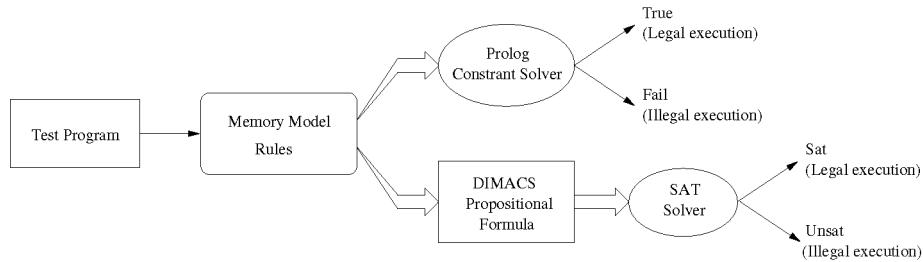 Test Program
Memory Model
Rules
Prolog
Constrant Solver
True
(Legal execution)
Fail
(Illegal execution)
DIMACS
Propositional
Formula
SAT
Solver
Sat
(Legal execution)
Unsat
(Illegal execution)